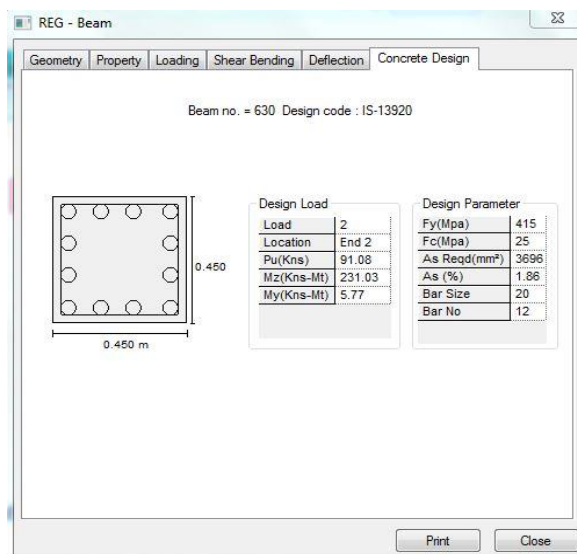 REG - Beam
Geometry Property Loading Shear Bending Deflection Concrete Design
Beam no. = 630 Design code : IS-13920
0.450
0.450 m
Design Load
Load 2
Location End 2
Pu(Kns) 91.08
Mz(Kns-Mt) 231.03
My(Kns-Mt) 5.77
Design Parameter
Fy(Mpa) 415
Fc(Mpa) 25
As Reqd(mm²) 3696
As (%) 1.86
Bar Size 20
Bar No 12
Print Close